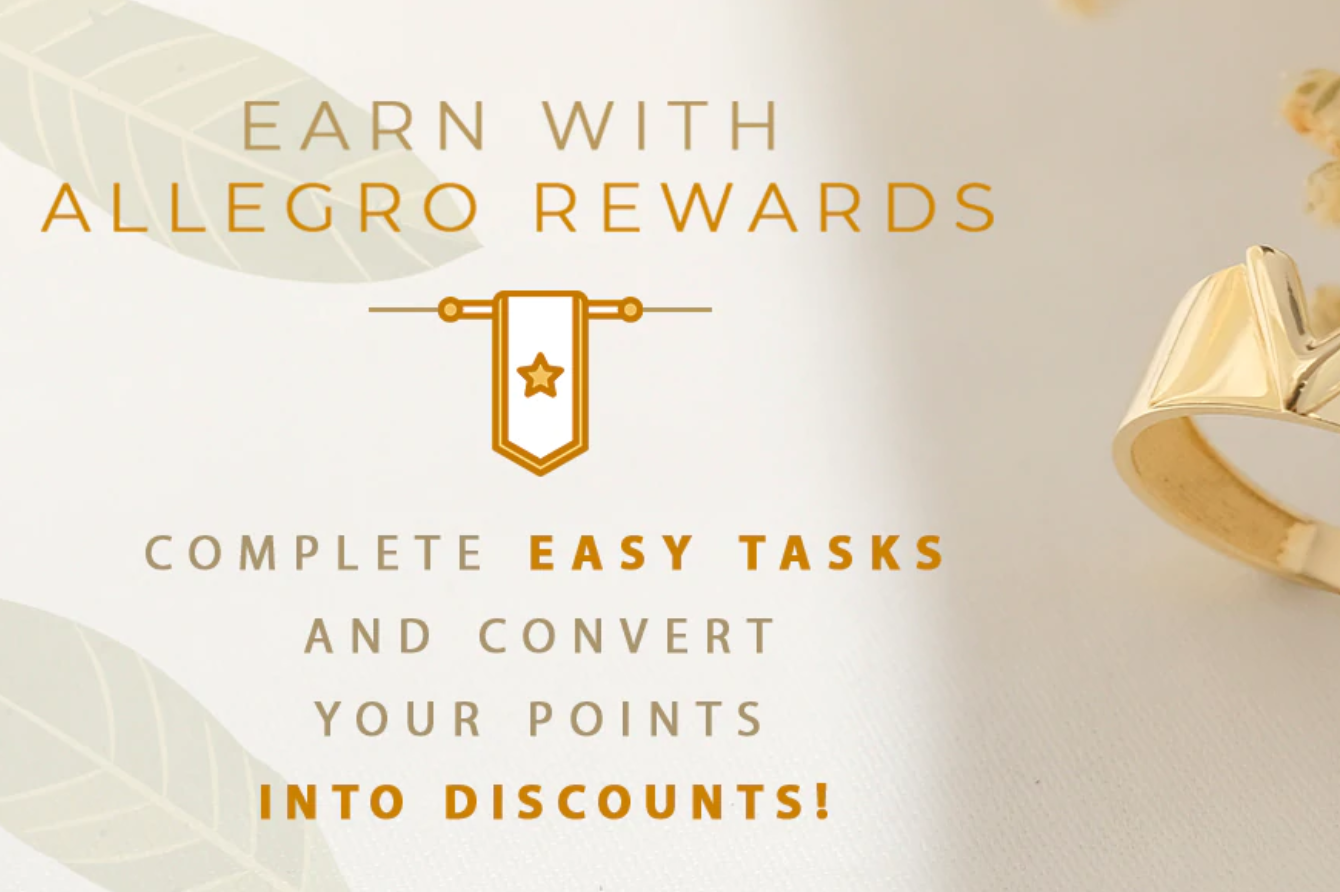 EARN WITH
ALLEGRO REWARDS
COMPLETE EASY TASKS
AND CONVERT
YOUR POINTS
INTO DISCOUNTS!